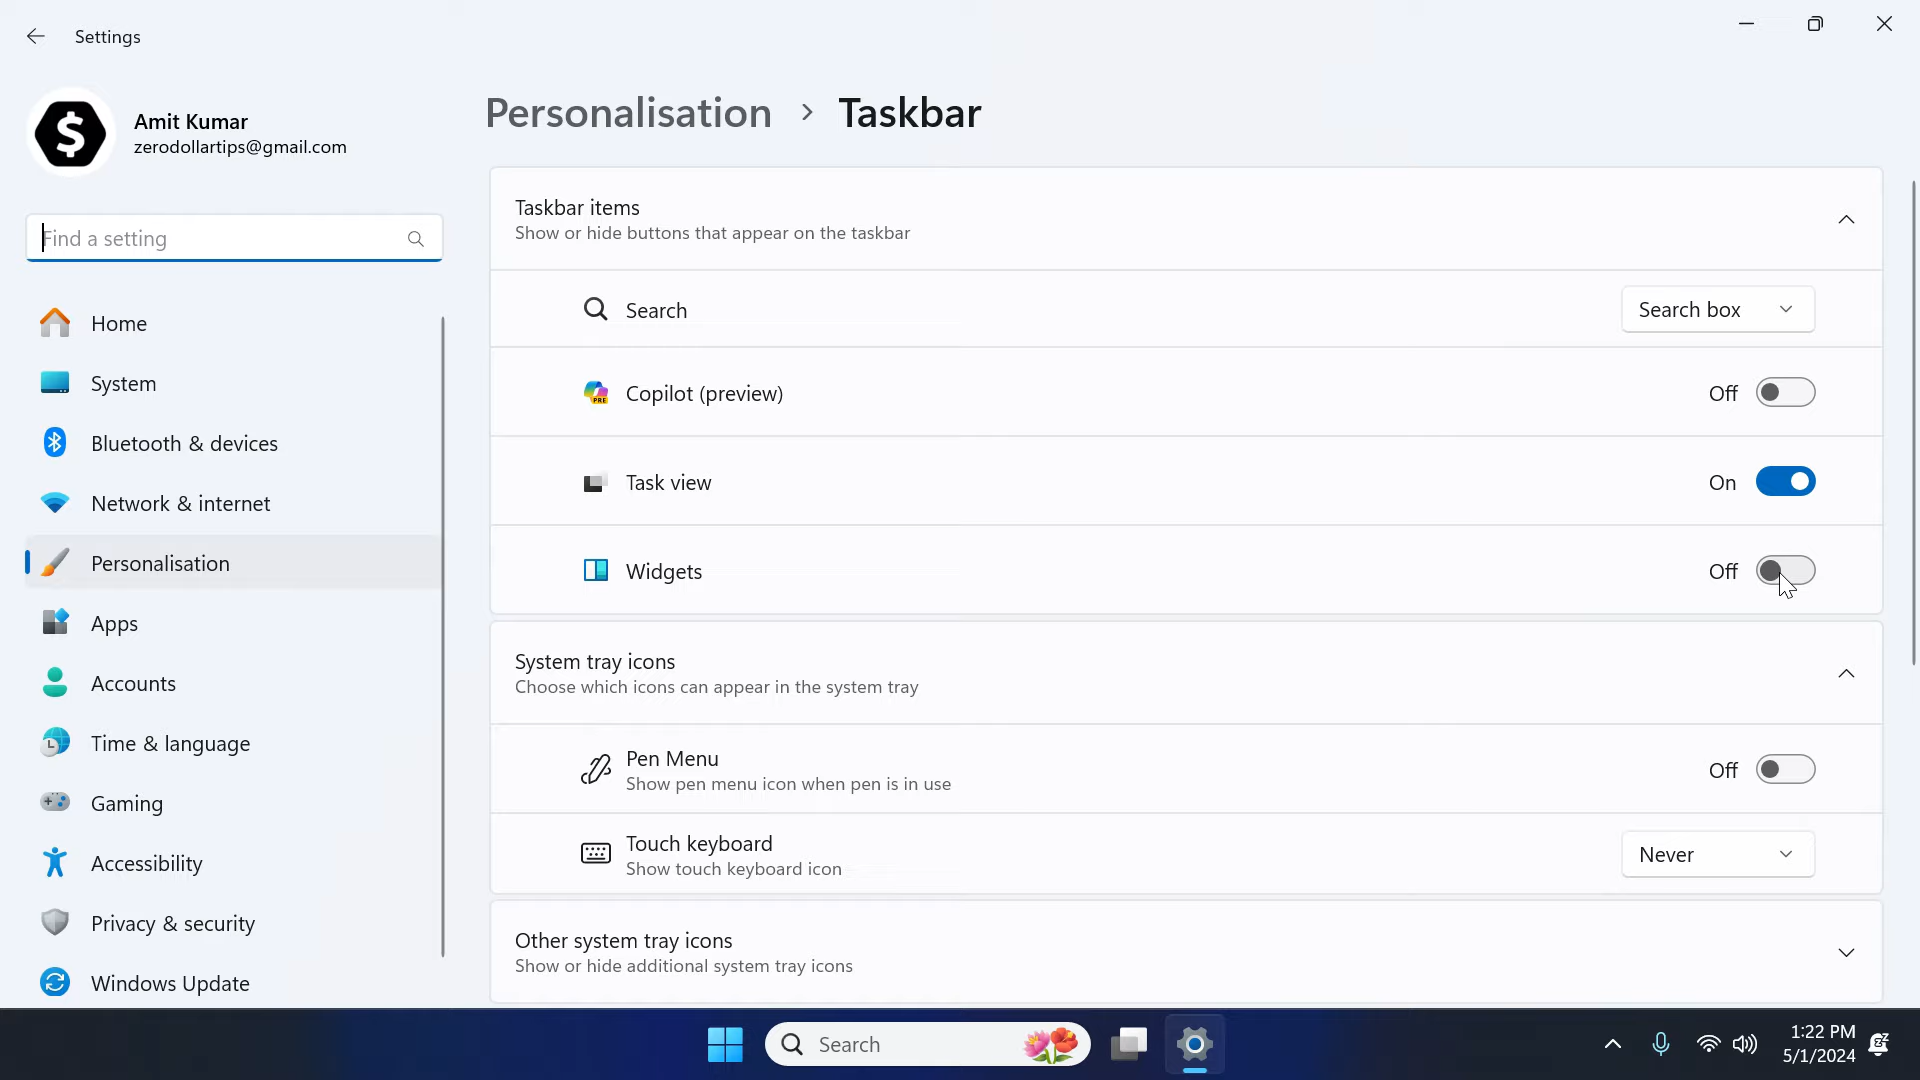 Settings
Amit Kumar
zerodollartips@gmail.com
Find a setting
Home
System
Bluetooth & devices
Network & internet
Personalisation
Apps
Accounts
Time & language
Gaming
Accessibility
Privacy & security
Windows Update
Personalisation > Taskbar
Taskbar items
Show or hide buttons that appear on the taskbar
Search Search box
PRE
Copilot (preview) Off
Task view On
Widgets Off
System tray icons
Choose which icons can appear in the system tray
Pen Menu
Show pen menu icon when pen is in use
Off
Touch keyboard
Show touch keyboard icon
Never
Other system tray icons
Show or hide additional system tray icons
Search
1:22 PM
5/1/2024